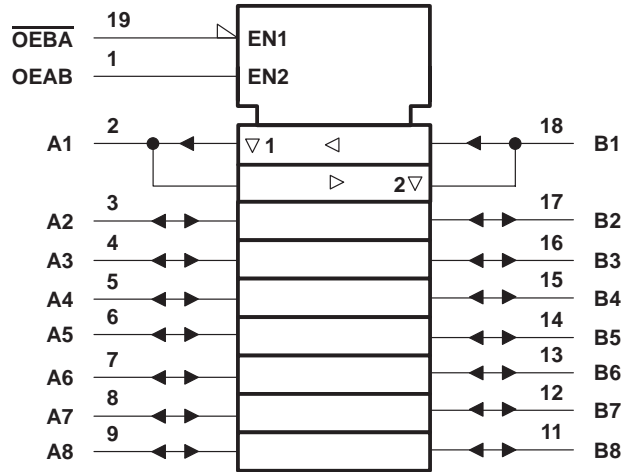 19
OEBA
EN1
1
OEAB
EN2
A1 2 ▽ 1 ◁ 18 B1
▷ 2 ▽
A2 3 17 B2
A3 4 16 B3
A4 5 15 B4
A5 6 14 B5
A6 7 13 B6
A7 8 12 B7
A8 9 11 B8